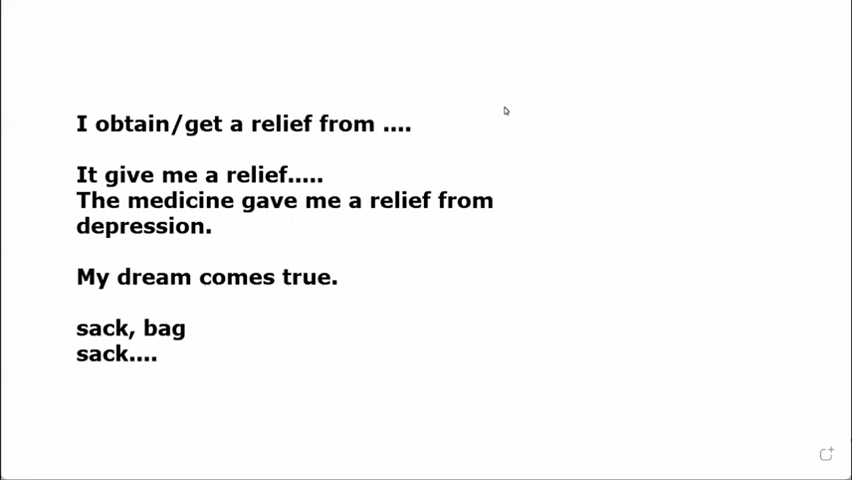 I obtain/get a relief from ....
It give me a relief.....
The medicine gave me a relief from
depression.
My dream comes true.
sack, bag
sack....